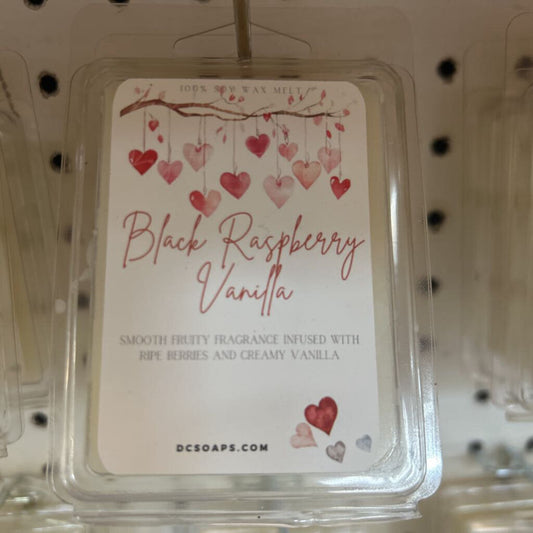 100% SOY WAX MELT
Black Raspberry
Vanilla
SMOOTH FRUITY FRAGRANCE INFUSED WITH
RIPE BERRIES AND CREAMY VANILLA
DCSOAPS.COM